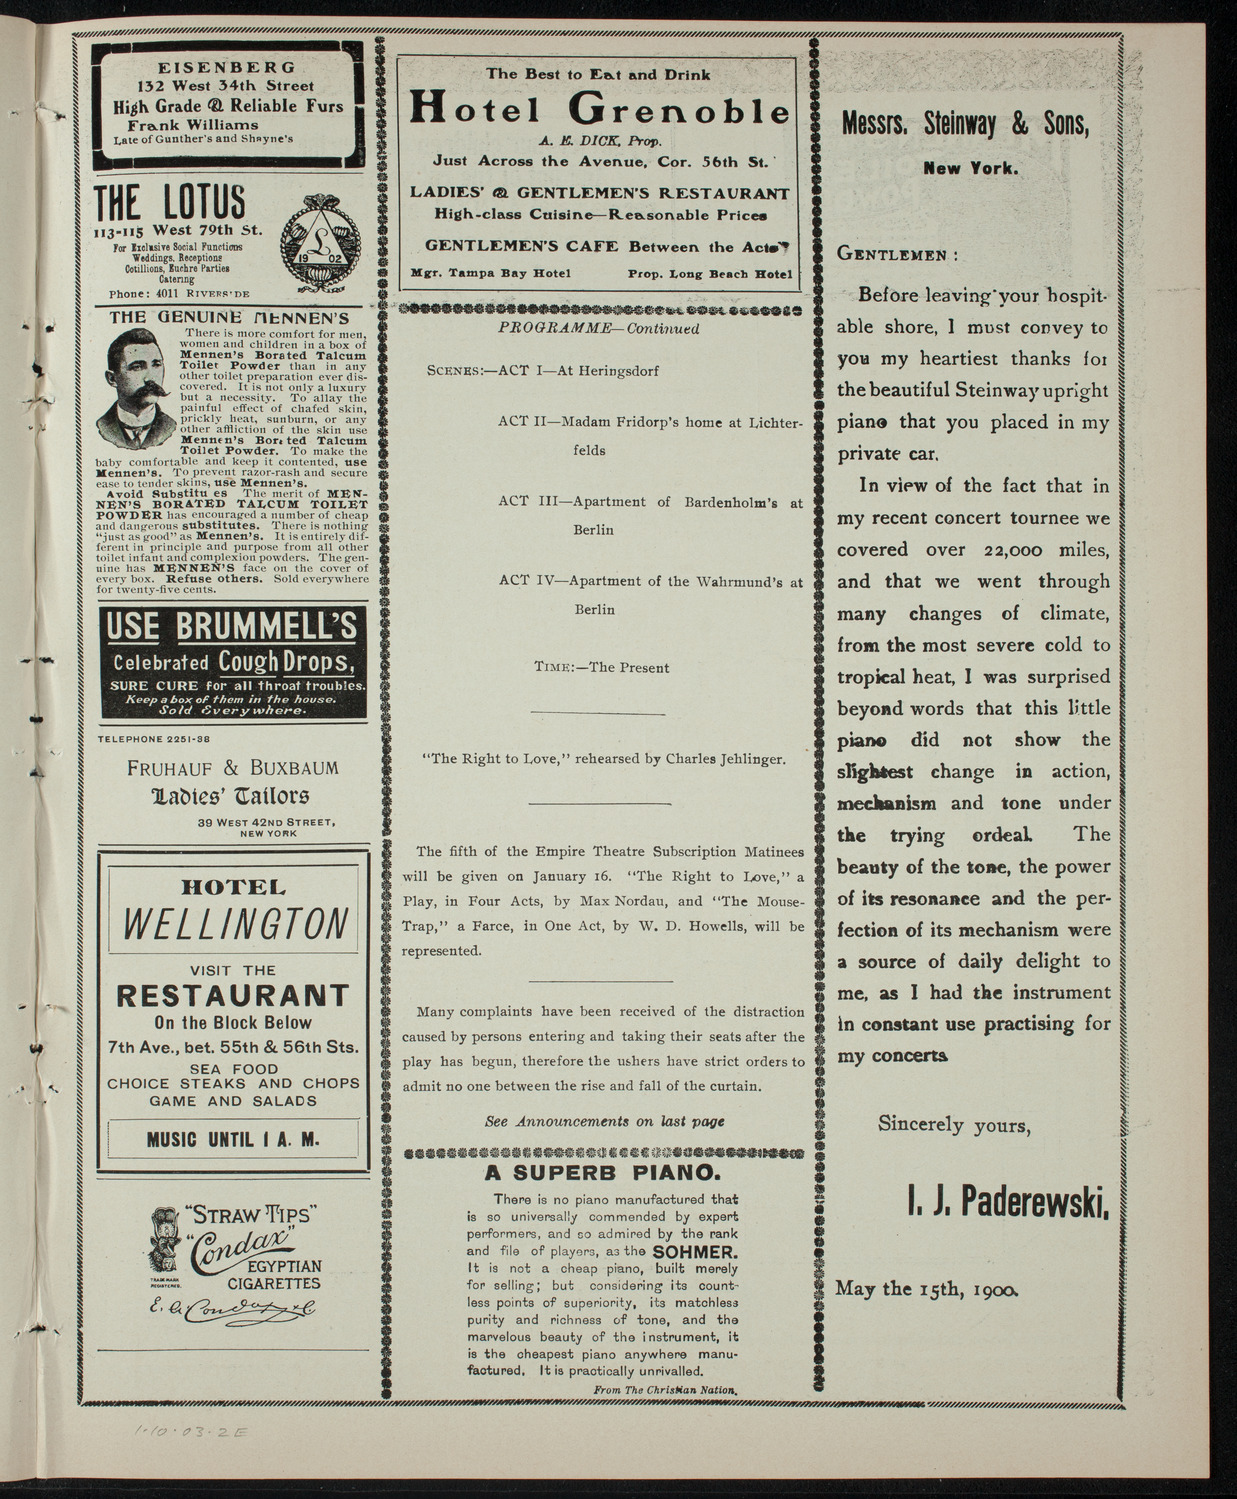 EISENBERG
132 West 34th Street
High Grade & Reliable Furs
Frank Williams
Late of Gunther's and Shayne's
THE LOTUS
113-115 West 79th St.
For Exclusive Social Functions
Weddings, Receptions
Cotillions, Euchre Parties
Catering
Phone: 4011 RIVERSIDE
L
19 02
THE GENUINE MENNEN'S
There is more comfort for men,
women and children in a box of
Mennen's Borated Talcum
Toilet Powder than in any
other toilet preparation ever dis-
covered. It is not only a luxury
but a necessity. To allay the
painful effect of chafed skin,
prickly heat, sunburn, or any
other affliction of the skin use
Mennen's Borated Talcum
Toilet Powder. To make the
baby comfortable and keep it contented, use
Mennen's. To prevent razor-rash and secure
ease to tender skins, use Mennen's.
Avoid Substitu es The merit of MEN-
NEN'S BORATED TALCUM TOILET
POWDER has encouraged a number of cheap
and dangerous substitutes. There is nothing
"just as good" as Mennen's. It is entirely dif-
ferent in principle and purpose from all other
toilet infant and complexion powders. The gen-
uine has MENNEN'S face on the cover of
every box. Refuse others. Sold everywhere
for twenty-five cents.
USE BRUMMELL'S
Celebrated Cough Drops,
SURE CURE for all throat troubles.
Keep a box of them in the house.
Sold Everywhere.
TELEPHONE 2251-38
FRUHAUF & BUXBAUM
Ladies' Tailors
39 WEST 42ND STREET,
NEW YORK
HOTEL
WELLINGTON
VISIT THE
RESTAURANT
On the Block Below
7th Ave., bet. 55th & 56th Sts.
SEA FOOD
CHOICE STEAKS AND CHOPS
GAME AND SALADS
MUSIC UNTIL 1 A. M.
"STRAW TIPS"
"Condax"
EGYPTIAN
CIGARETTES
TRADE MARK
REGISTERED.
E. A. Condax & Co
1-10-03-2E
The Best to Eat and Drink
Hotel Grenoble
A. E. DICK, Prop.
Just Across the Avenue, Cor. 56th St.
LADIES' & GENTLEMEN'S RESTAURANT
High-class Cuisine—Reasonable Prices
GENTLEMEN'S CAFE Between the Acts
Mgr. Tampa Bay Hotel Prop. Long Beach Hotel
PROGRAMME—Continued
SCENES:—ACT I—At Heringsdorf
ACT II—Madam Fridorp's home at Lichter-
felds
ACT III—Apartment of Bardenholm's at
Berlin
ACT IV—Apartment of the Wahrmund's at
Berlin
TIME:—The Present
"The Right to Love," rehearsed by Charles Jehlinger.
The fifth of the Empire Theatre Subscription Matinees
will be given on January 16. "The Right to Love," a
Play, in Four Acts, by Max Nordau, and "The Mouse-
Trap," a Farce, in One Act, by W. D. Howells, will be
represented.
Many complaints have been received of the distraction
caused by persons entering and taking their seats after the
play has begun, therefore the ushers have strict orders to
admit no one between the rise and fall of the curtain.
See Announcements on last page
A SUPERB PIANO.
There is no piano manufactured that
is so universally commended by expert
performers, and so admired by the rank
and file of players, as the SOHMER.
It is not a cheap piano, built merely
for selling; but considering its count-
less points of superiority, its matchless
purity and richness of tone, and the
marvelous beauty of the instrument, it
is the cheapest piano anywhere manu-
factured. It is practically unrivalled.
From The Christian Nation.
Messrs. Steinway & Sons,
New York.
GENTLEMEN :
Before leaving your hospit-
able shore, I must convey to
you my heartiest thanks for
the beautiful Steinway upright
piano that you placed in my
private car.
In view of the fact that in
my recent concert tournee we
covered over 22,000 miles,
and that we went through
many changes of climate,
from the most severe cold to
tropical heat, I was surprised
beyond words that this little
piano did not show the
slightest change in action,
mechanism and tone under
the trying ordeal. The
beauty of the tone, the power
of its resonance and the per-
fection of its mechanism were
a source of daily delight to
me, as I had the instrument
in constant use practising for
my concerts
Sincerely yours,
I. J. Paderewski.
May the 15th, 1900.